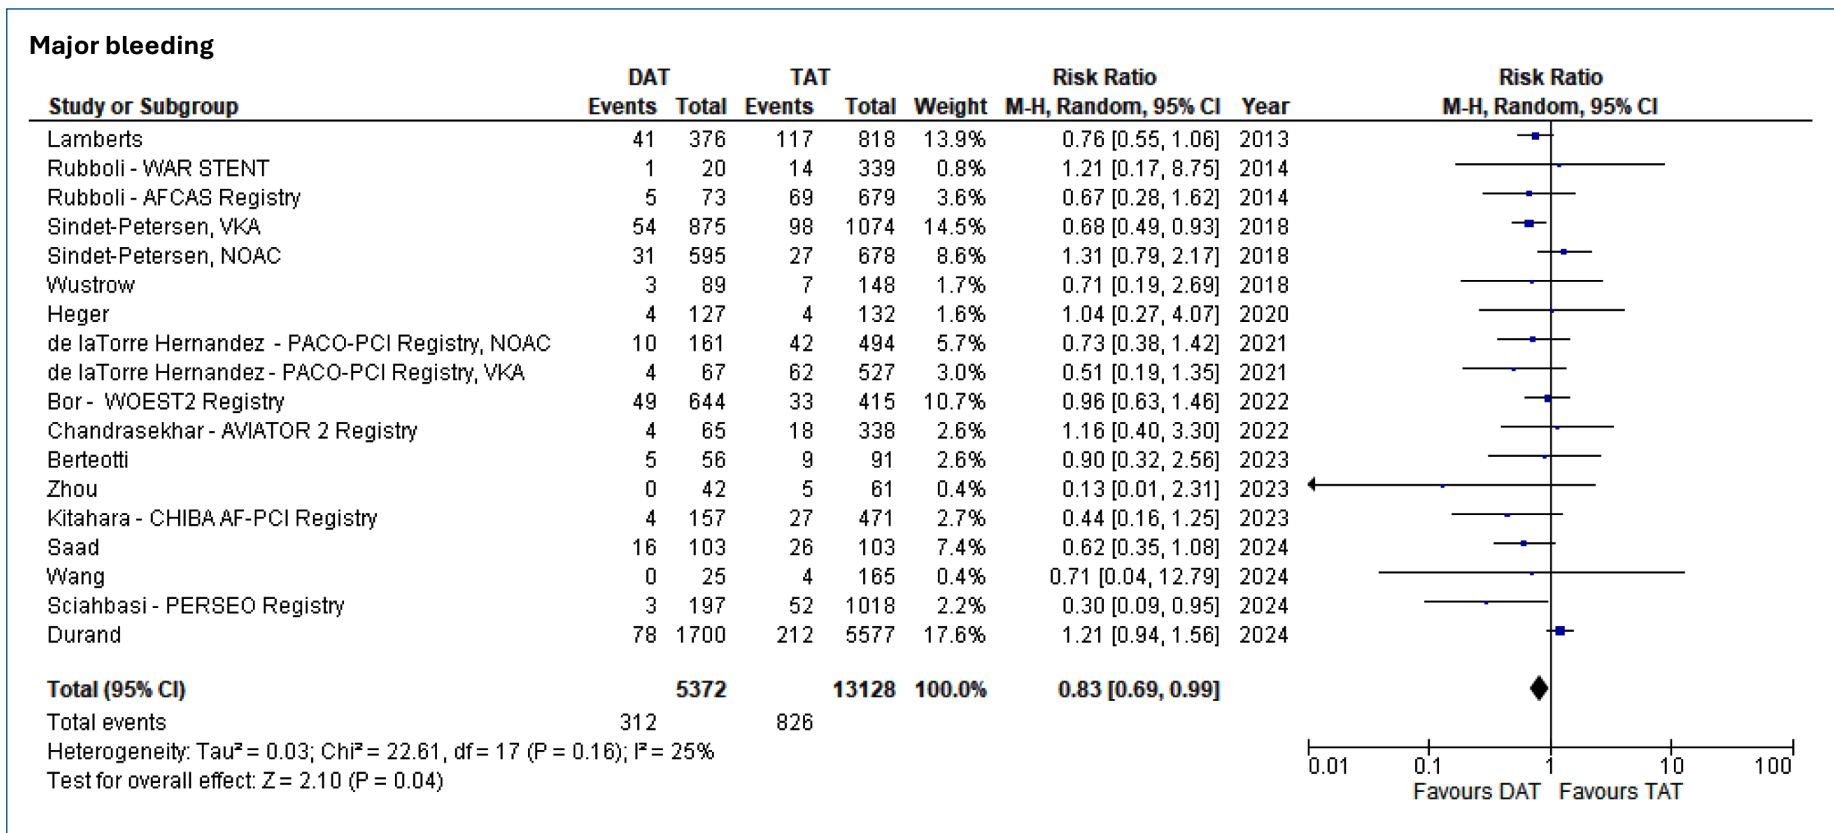 Major bleeding
DAT TAT Risk Ratio Risk Ratio
Study or Subgroup Events Total Events Total Weight M-H, Random, 95% CI Year M-H, Random, 95% CI
Lamberts 41 376 117 818 13.9% 0.76 [0.55, 1.06] 2013
Rubboli - WAR STENT 1 20 14 339 0.8% 1.21 [0.17, 8.75] 2014
Rubboli - AFCAS Registry 5 73 69 679 3.6% 0.67 [0.28, 1.62] 2014
Sindet-Petersen, VKA 54 875 98 1074 14.5% 0.68 [0.49, 0.93] 2018
Sindet-Petersen, NOAC 31 595 27 678 8.6% 1.31 [0.79, 2.17] 2018
Wustrow 3 89 7 148 1.7% 0.71 [0.19, 2.69] 2018
Heger 4 127 4 132 1.6% 1.04 [0.27, 4.07] 2020
de laTorre Hernandez - PACO-PCI Registry, NOAC 10 161 42 494 5.7% 0.73 [0.38, 1.42] 2021
de laTorre Hernandez - PACO-PCI Registry, VKA 4 67 62 527 3.0% 0.51 [0.19, 1.35] 2021
Bor - WOEST2 Registry 49 644 33 415 10.7% 0.96 [0.63, 1.46] 2022
Chandrasekhar - AVIATOR 2 Registry 4 65 18 338 2.6% 1.16 [0.40, 3.30] 2022
Berteotti 5 56 9 91 2.6% 0.90 [0.32, 2.56] 2023
Zhou 0 42 5 61 0.4% 0.13 [0.01, 2.31] 2023
Kitahara - CHIBA AF-PCI Registry 4 157 27 471 2.7% 0.44 [0.16, 1.25] 2023
Saad 16 103 26 103 7.4% 0.62 [0.35, 1.08] 2024
Wang 0 25 4 165 0.4% 0.71 [0.04, 12.79] 2024
Sciahbasi - PERSEO Registry 3 197 52 1018 2.2% 0.30 [0.09, 0.95] 2024
Durand 78 1700 212 5577 17.6% 1.21 [0.94, 1.56] 2024
Total (95% CI) 5372 13128 100.0% 0.83 [0.69, 0.99]
Total events 312 826
Heterogeneity: Tau² = 0.03; Chi² = 22.61, df = 17 (P = 0.16); I² = 25%
Test for overall effect: Z = 2.10 (P = 0.04)
0.01 0.1 1 10 100
Favours DAT Favours TAT